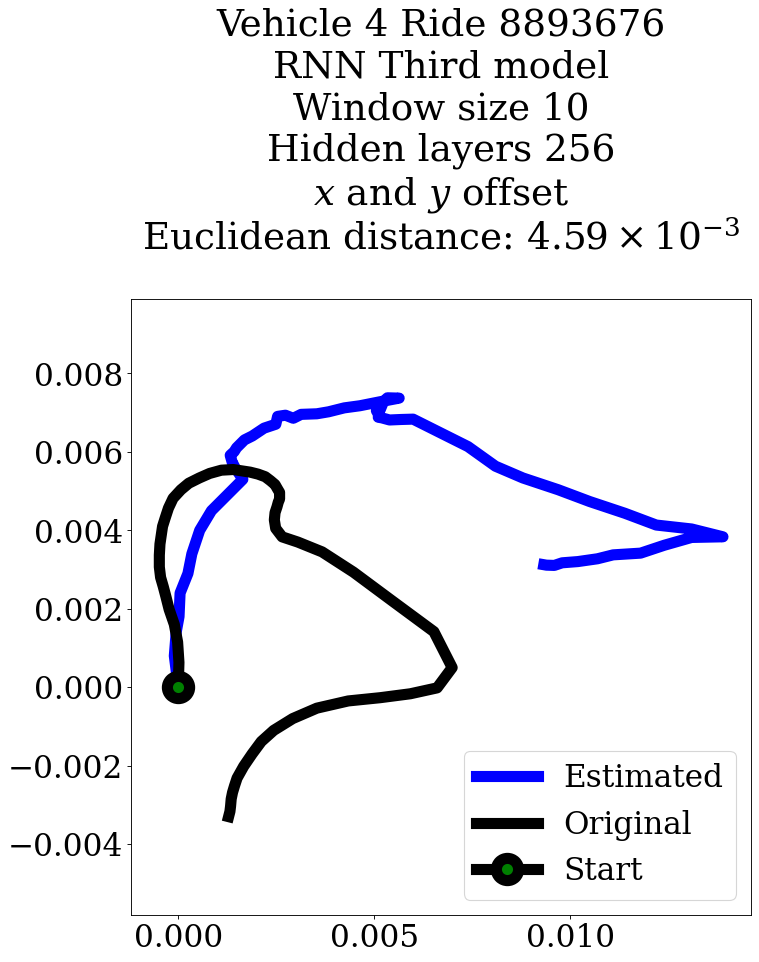 Vehicle 4 Ride 8893676
RNN Third model
Window size 10
Hidden layers 256
x and y offset
Euclidean distance: 4.59 × 10⁻³
0.008
0.006
0.004
0.002
0.000
−0.002
−0.004
Estimated
Original
Start
0.000 0.005 0.010